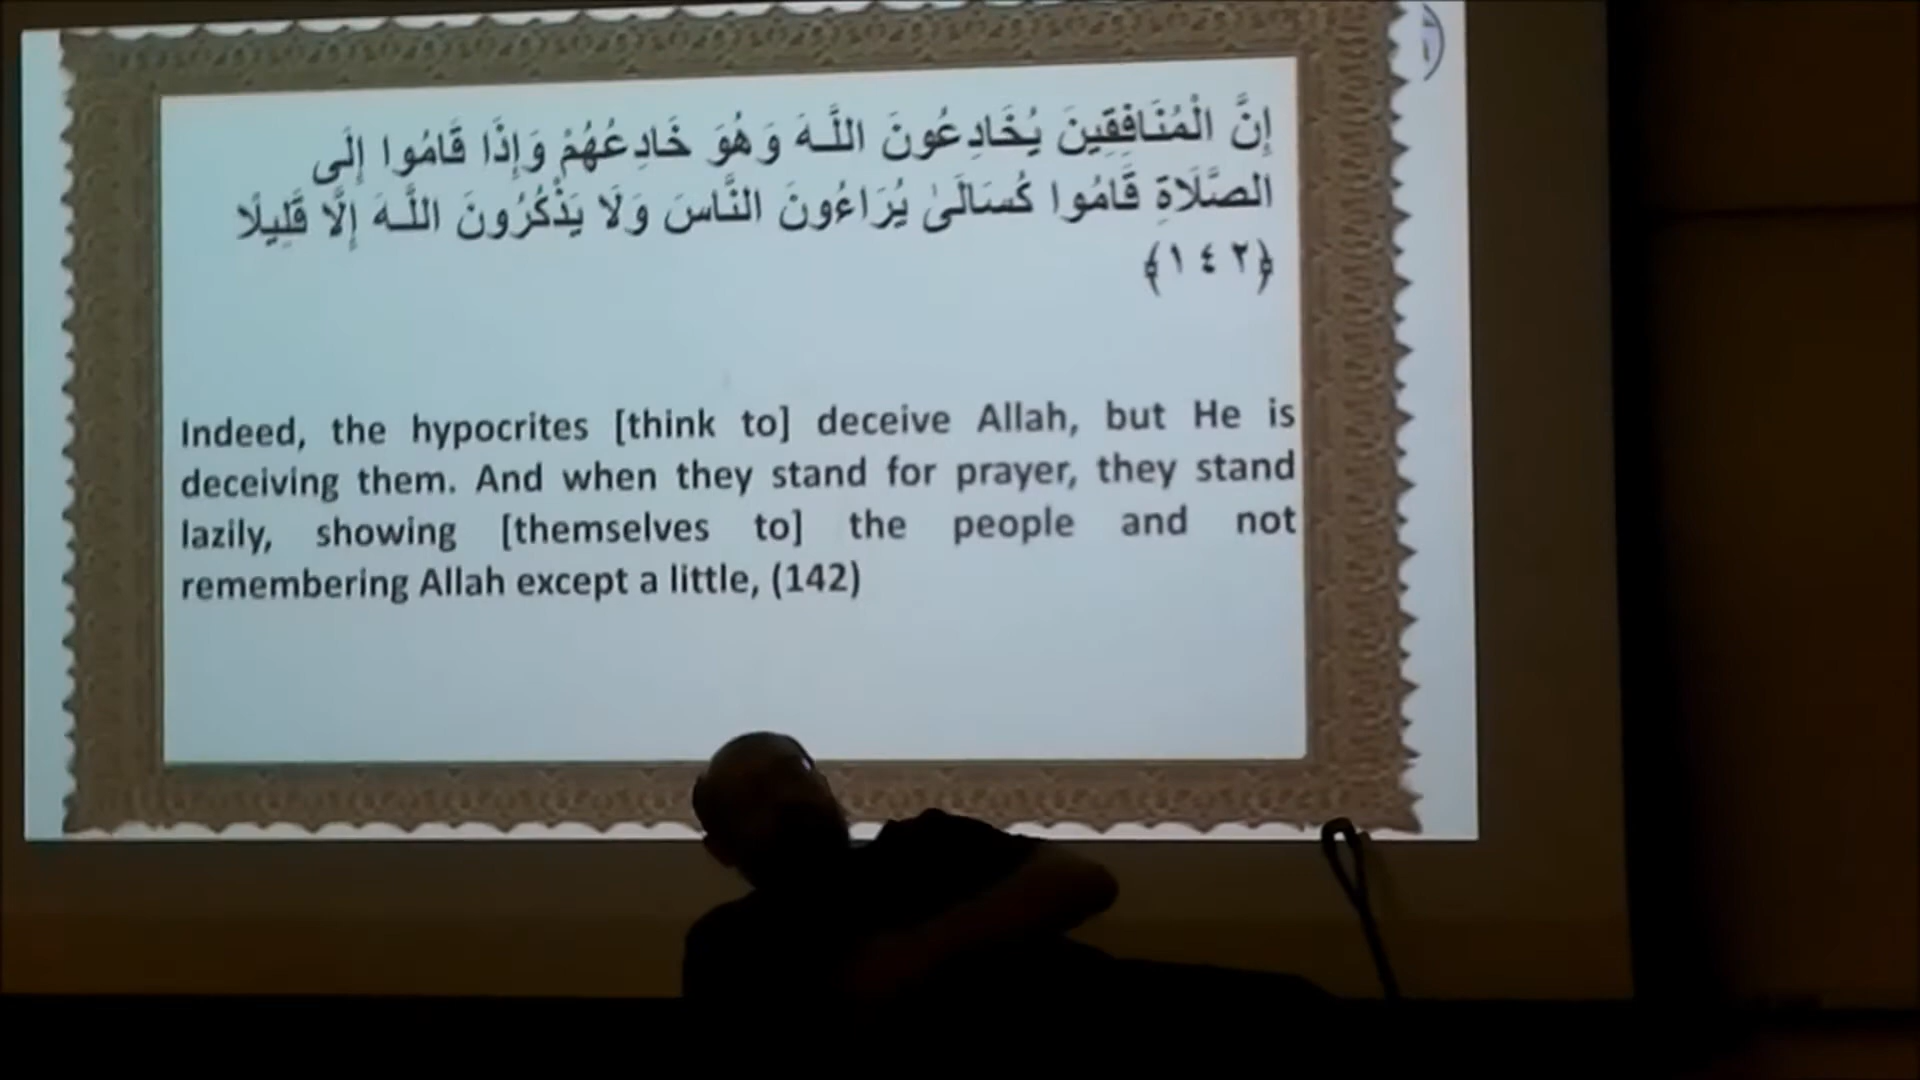 إِنَّ الْمُنَافِقِينَ يُخَادِعُونَ اللَّـهَ وَهُوَ خَادِعُهُمْ وَإِذَا قَامُوا إِلَى
الصَّلَاةِ قَامُوا كُسَالَىٰ يُرَاءُونَ النَّاسَ وَلَا يَذْكُرُونَ اللَّـهَ إِلَّا قَلِيلًا
﴿١٤٢﴾
Indeed, the hypocrites [think to] deceive Allah, but He is
deceiving them. And when they stand for prayer, they stand
lazily, showing [themselves to] the people and not
remembering Allah except a little, (142)